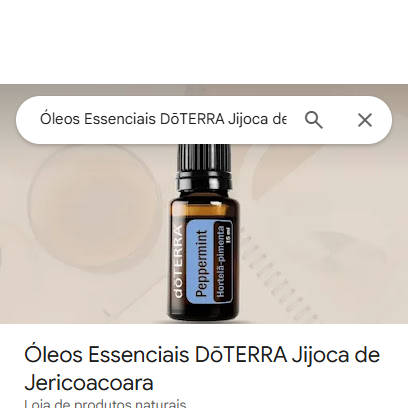 Óleos Essenciais DōTERRA Jijoca de
dōTERRA
Peppermint
Hortelã-pimenta
15 ml
Óleos Essenciais DōTERRA Jijoca de
Jericoacoara
Loja de produtos naturais